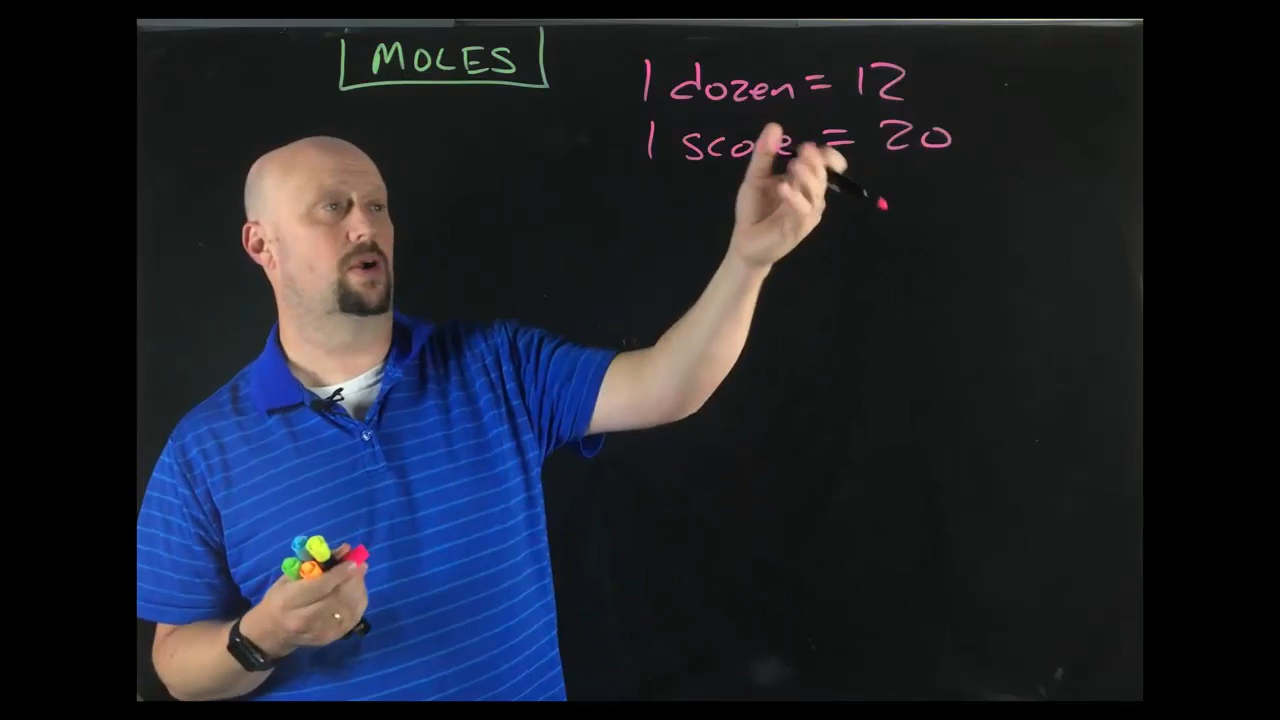 MOLES
1 dozen = 12
1 score = 20